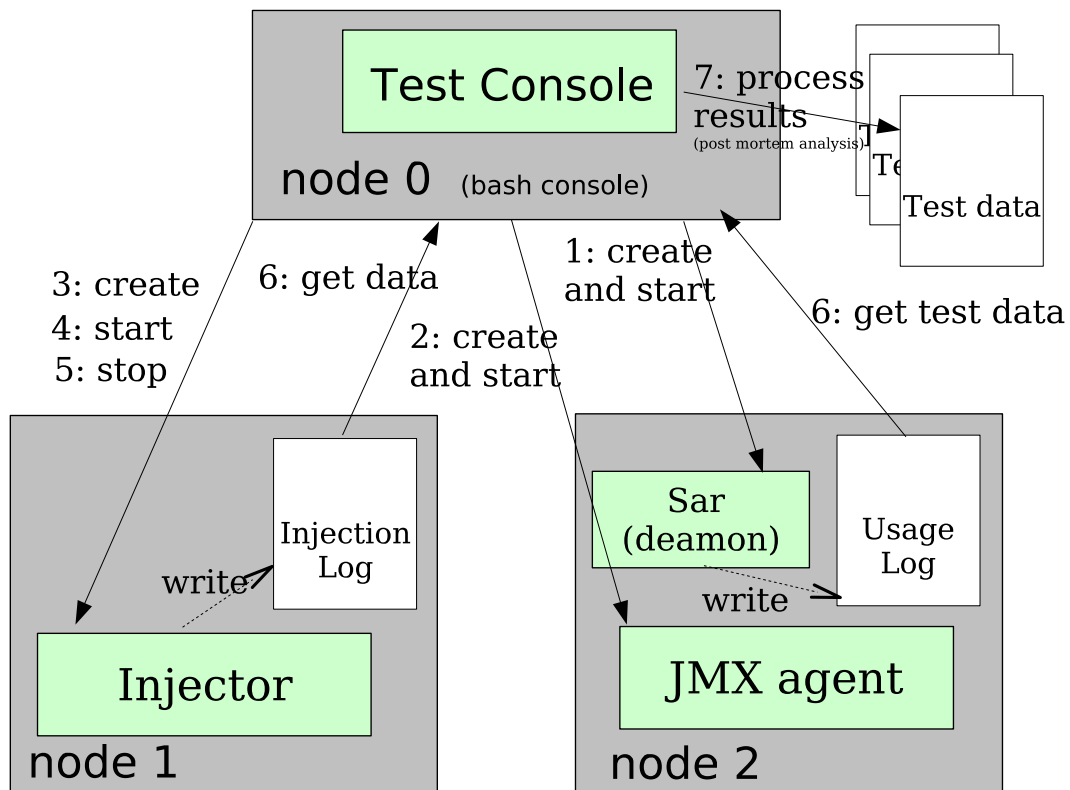 Test Console
7: process
results
(post mortem analysis)
T
Te
Test data
node 0 (bash console)
3: create
4: start
5: stop
6: get data
2: create
and start
1: create
and start
6: get test data
Injection
Log
write
Injector
node 1
Sar
(deamon)
Usage
Log
write
JMX agent
node 2